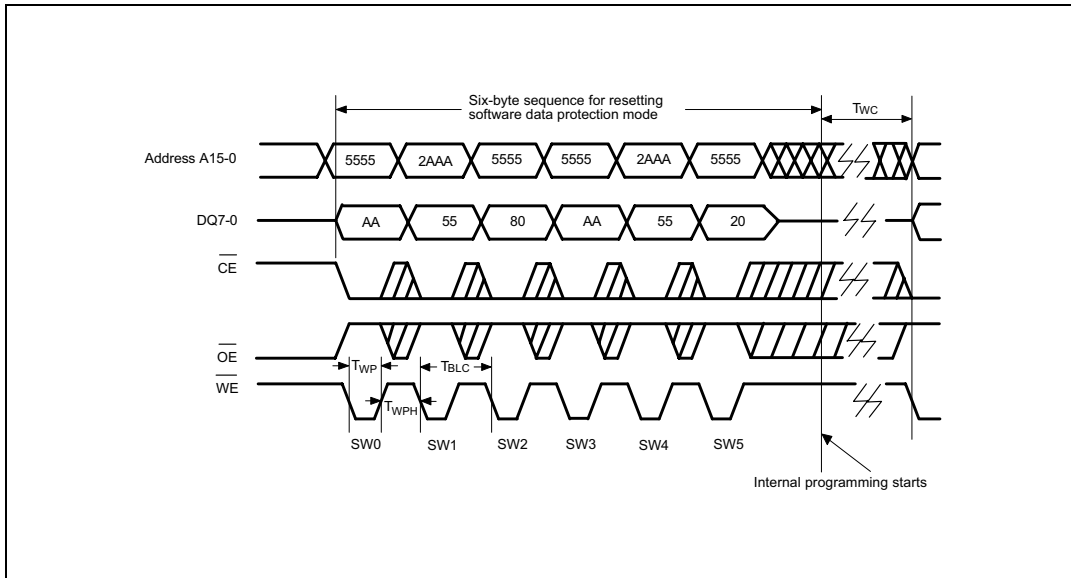 Six-byte sequence for resetting
software data protection mode
TWC
Address A15-0
5555 2AAA 5555 5555 2AAA 5555
DQ7-0
AA 55 80 AA 55 20
CE
OE
TWP TBLC
WE
TWPH
SW0 SW1 SW2 SW3 SW4 SW5
Internal programming starts